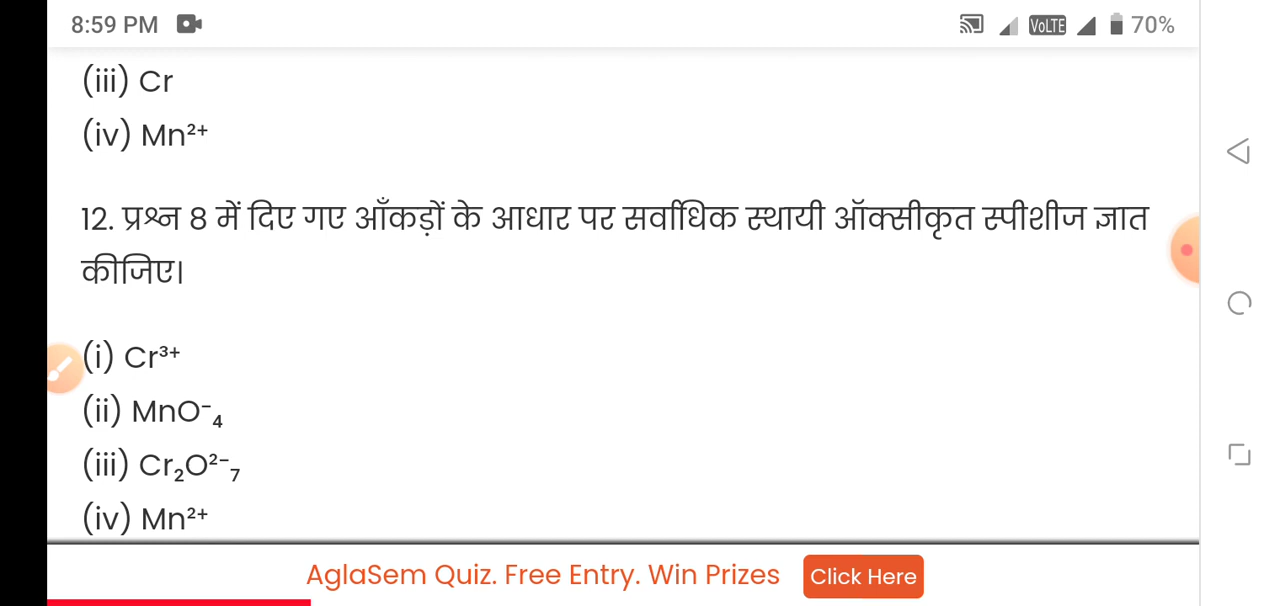 8:59 PM VoLTE 70%
(iii) Cr
(iv) Mn²⁺
12. प्रश्न 8 में दिए गए आँकड़ों के आधार पर सर्वाधिक स्थायी ऑक्सीकृत स्पीशीज ज्ञात
कीजिए।
(i) Cr³⁺
(ii) MnO⁻₄
(iii) Cr₂O²⁻₇
(iv) Mn²⁺
AglaSem Quiz. Free Entry. Win Prizes Click Here